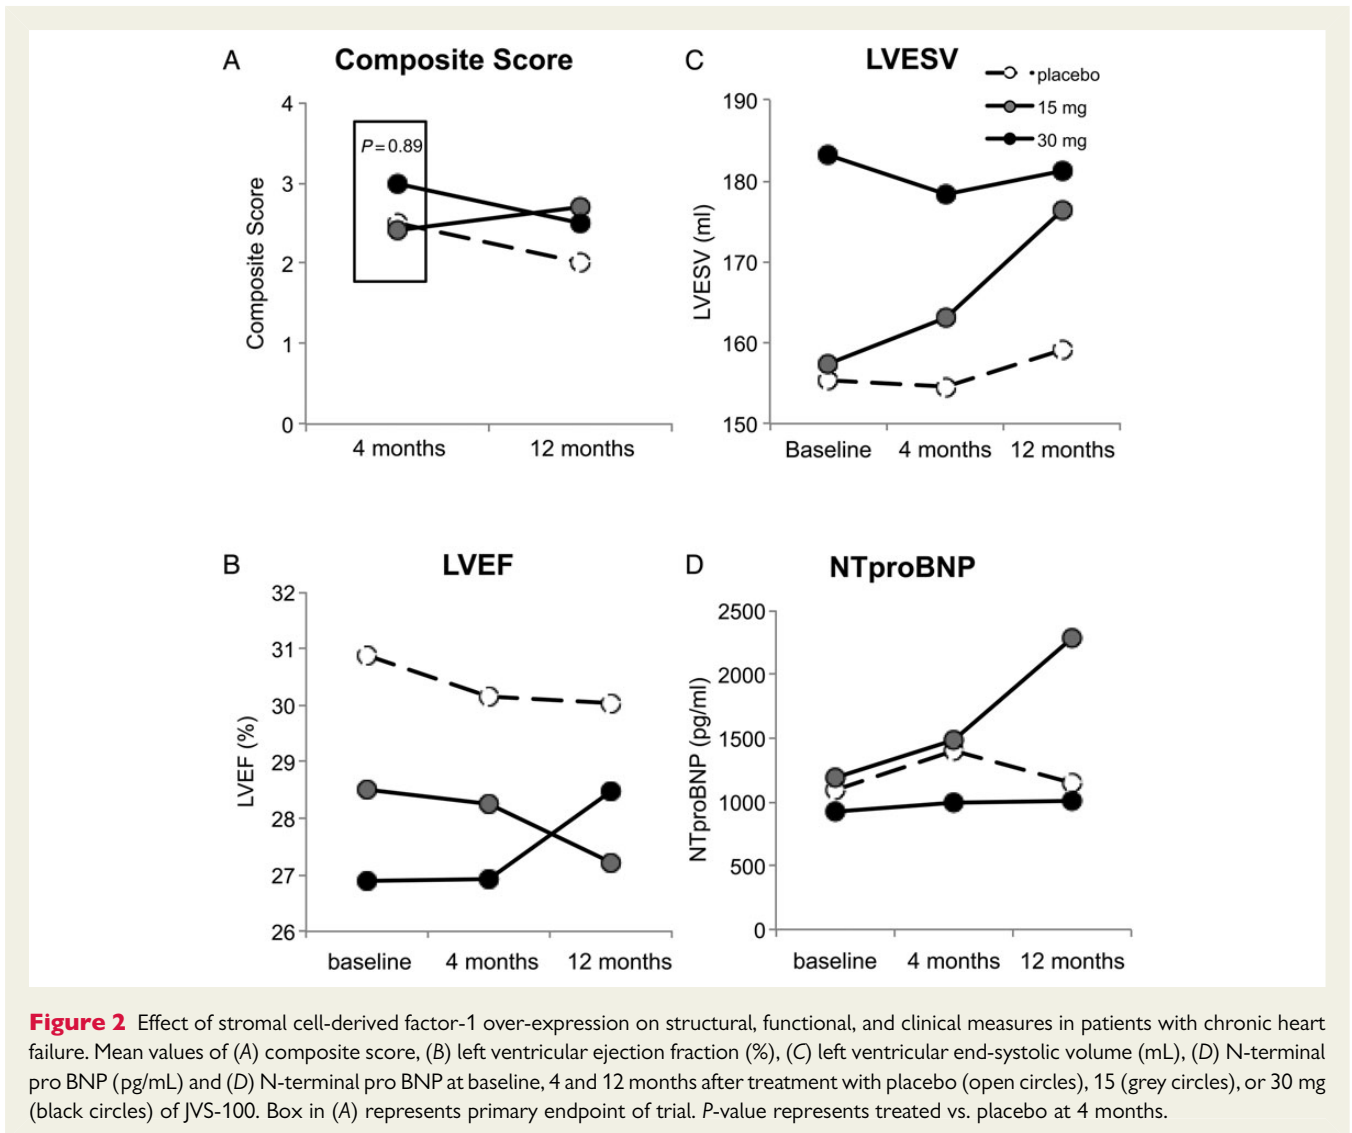 A
Composite Score
Composite Score
4
3
2
1
0
P=0.89
4 months
12 months
C
LVESV
placebo
15 mg
30 mg
LVESV (ml)
190
180
170
160
150
Baseline
4 months
12 months
B
LVEF
LVEF (%)
32
31
30
29
28
27
26
baseline
4 months
12 months
D
NTproBNP
NTproBNP (pg/ml)
2500
2000
1500
1000
500
0
baseline
4 months
12 months
Figure 2 Effect of stromal cell-derived factor-1 over-expression on structural, functional, and clinical measures in patients with chronic heart
failure. Mean values of (A) composite score, (B) left ventricular ejection fraction (%), (C) left ventricular end-systolic volume (mL), (D) N-terminal
pro BNP (pg/mL) and (D) N-terminal pro BNP at baseline, 4 and 12 months after treatment with placebo (open circles), 15 (grey circles), or 30 mg
(black circles) of JVS-100. Box in (A) represents primary endpoint of trial. P-value represents treated vs. placebo at 4 months.